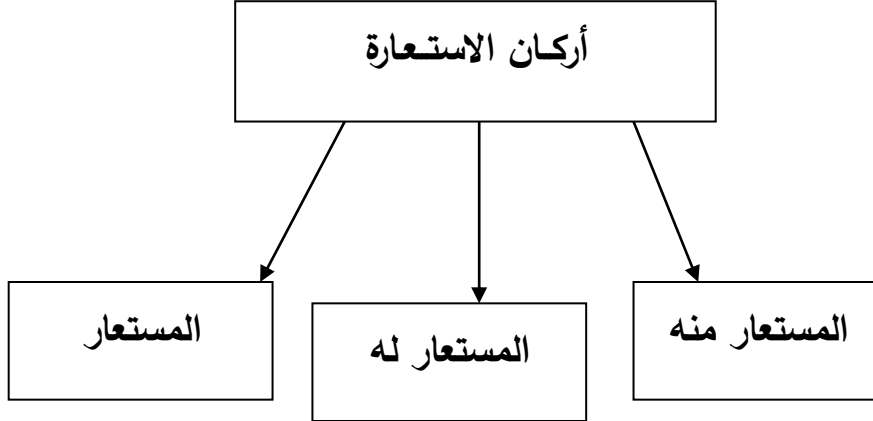 أركان الاستعارة
المستعار منه
المستعار له
المستعار